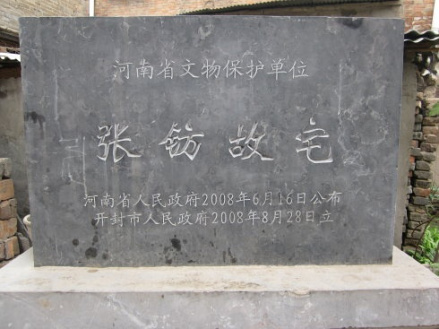 河南省文物保护单位
张钫故宅
河南省人民政府2008年6月16日公布
开封市人民政府2008年8月28日立